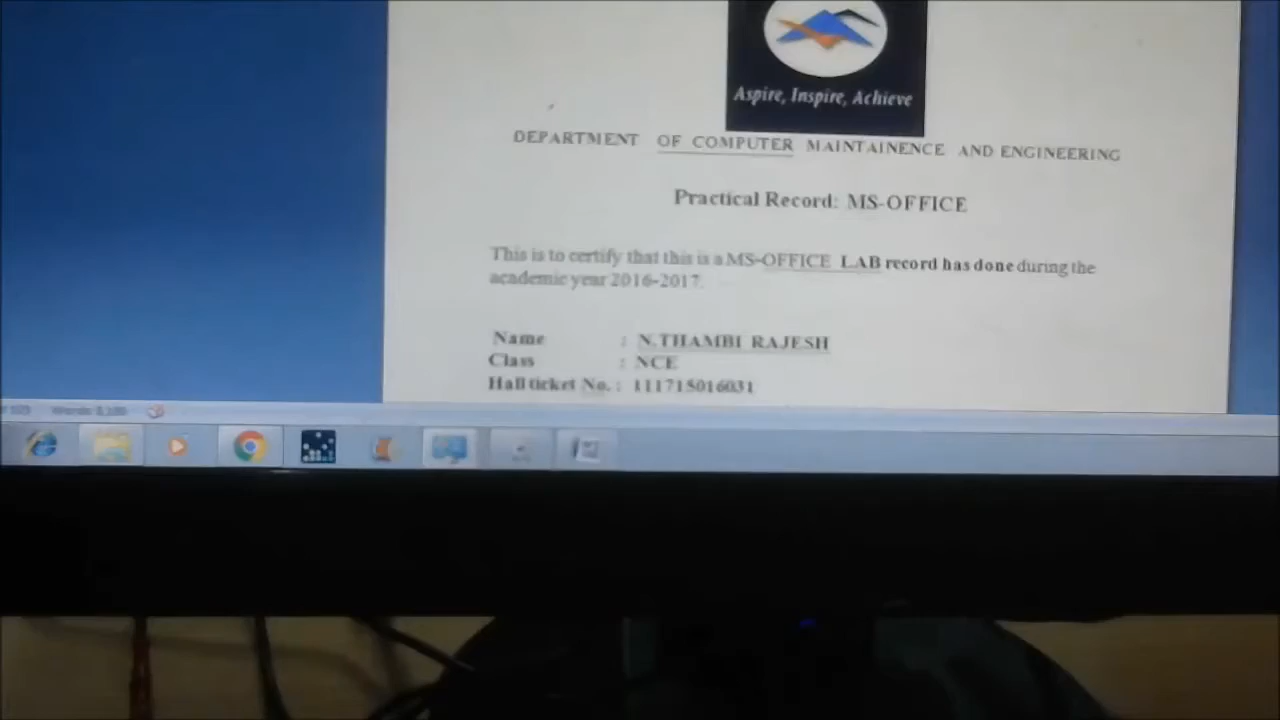 Aspire, Inspire, Achieve
DEPARTMENT OF COMPUTER MAINTAINENCE AND ENGINEERING
Practical Record: MS-OFFICE
This is to certify that this is a MS-OFFICE LAB record has done during the
academic year 2016-2017.
Name : N.THAMBI RAJESH
Class : NCE
Hall ticket No. : 111715016031